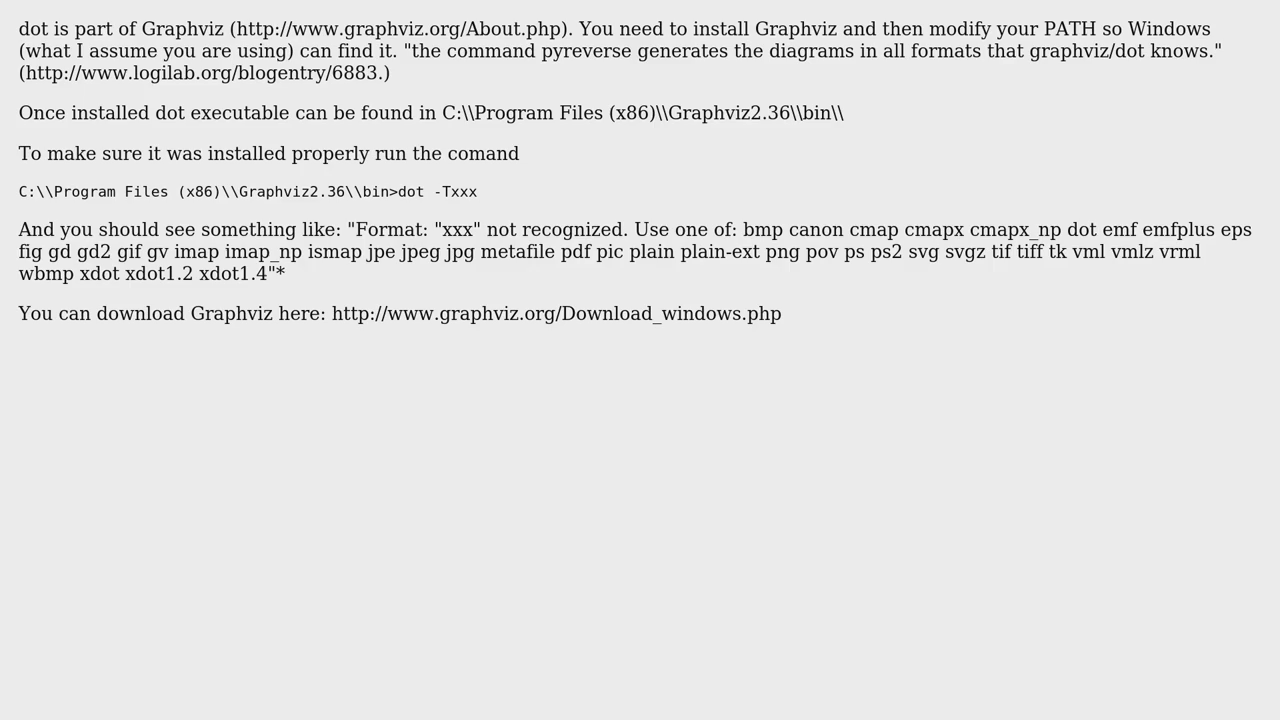 dot is part of Graphviz (http://www.graphviz.org/About.php). You need to install Graphviz and then modify your PATH so Windows
(what I assume you are using) can find it. "the command pyreverse generates the diagrams in all formats that graphviz/dot knows."
(http://www.logilab.org/blogentry/6883.)
Once installed dot executable can be found in C:\\Program Files (x86)\\Graphviz2.36\\bin\\
To make sure it was installed properly run the comand
C:\\Program Files (x86)\\Graphviz2.36\\bin>dot -Txxx
And you should see something like: "Format: "xxx" not recognized. Use one of: bmp canon cmap cmapx cmapx_np dot emf emfplus eps
fig gd gd2 gif gv imap imap_np ismap jpe jpeg jpg metafile pdf pic plain plain-ext png pov ps ps2 svg svgz tif tiff tk vml vmlz vrml
wbmp xdot xdot1.2 xdot1.4"*
You can download Graphviz here: http://www.graphviz.org/Download_windows.php